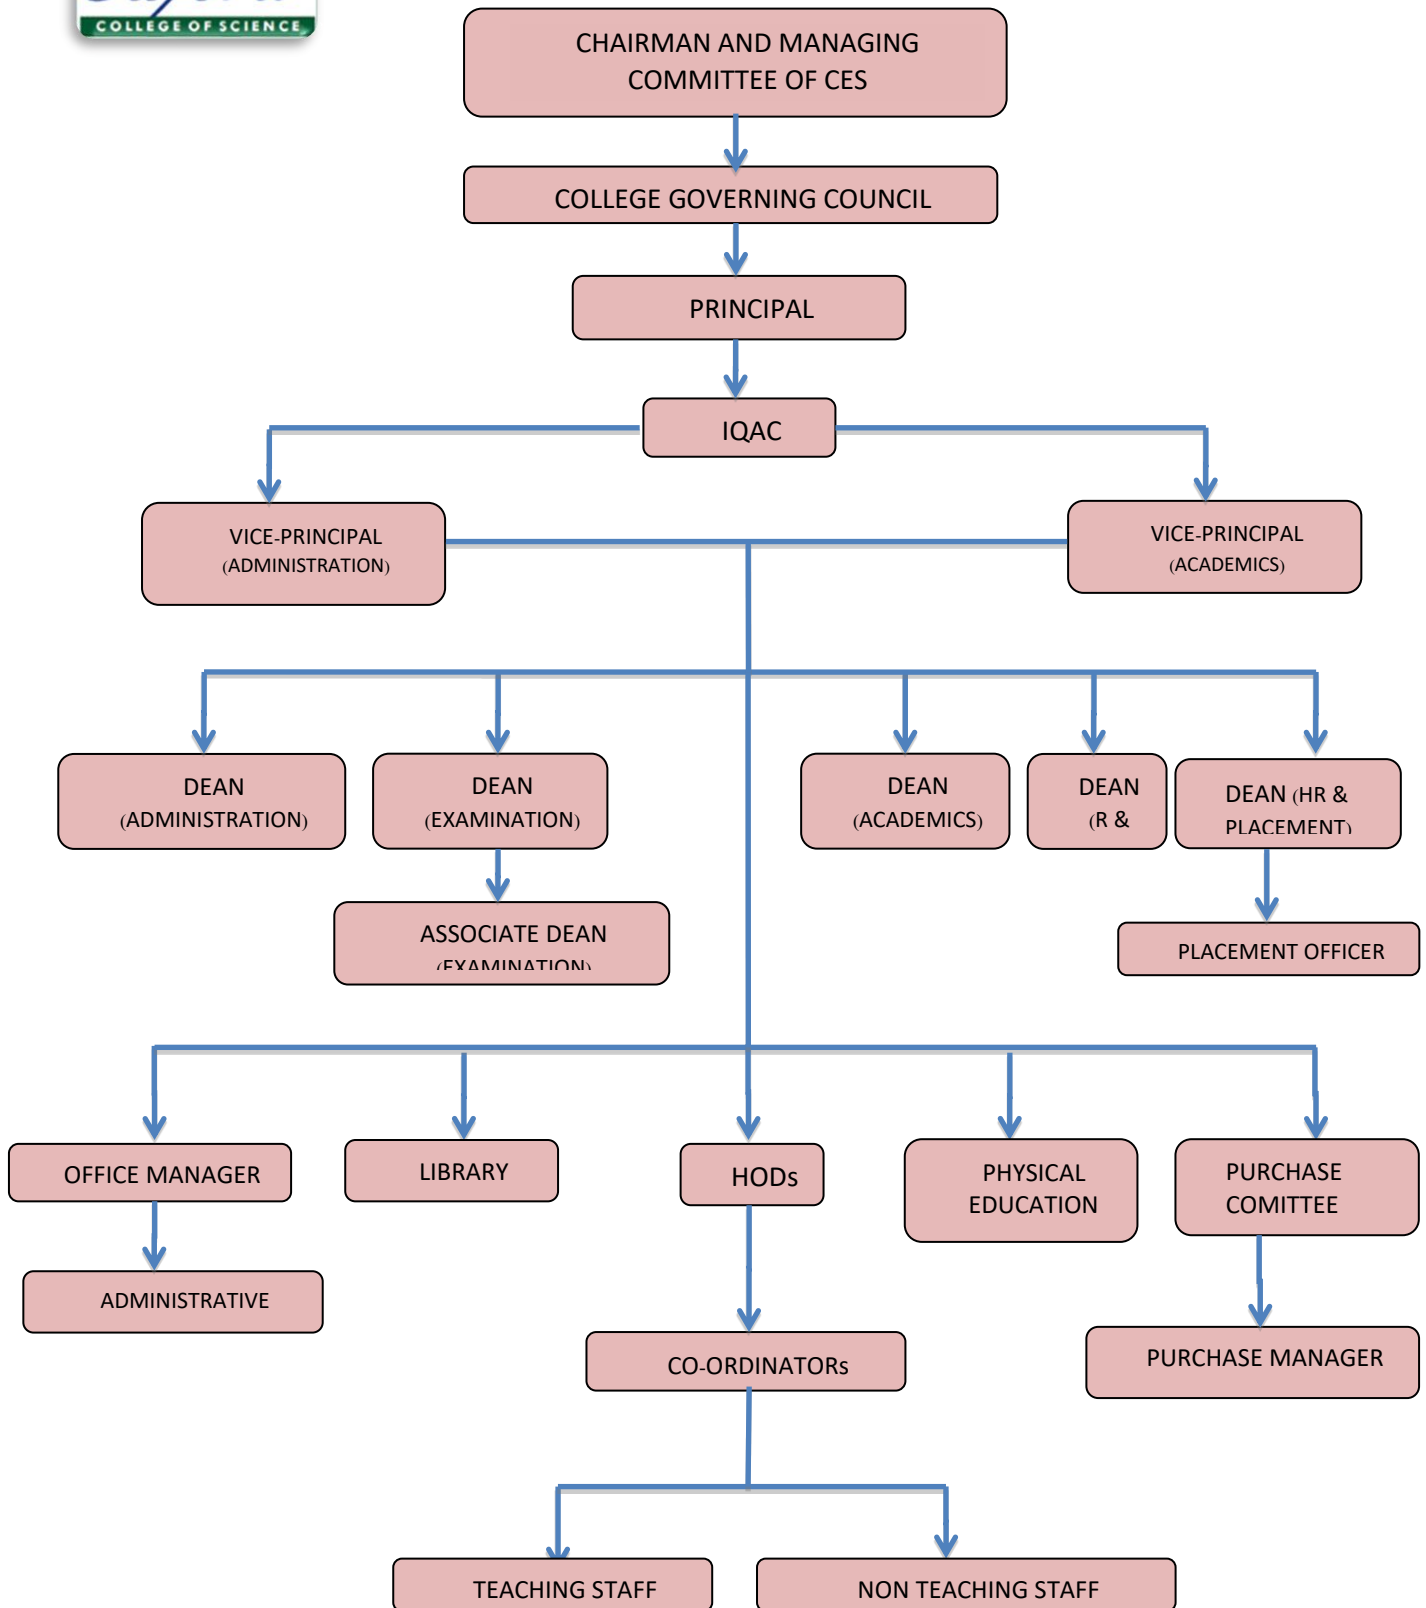 COLLEGE OF SCIENCE
CHAIRMAN AND MANAGING
COMMITTEE OF CES
COLLEGE GOVERNING COUNCIL
PRINCIPAL
IQAC
VICE-PRINCIPAL
(ADMINISTRATION)
VICE-PRINCIPAL
(ACADEMICS)
DEAN
(ADMINISTRATION)
DEAN
(EXAMINATION)
DEAN
(ACADEMICS)
DEAN
(R &
DEAN (HR &
PLACEMENT)
ASSOCIATE DEAN
(EXAMINATION)
PLACEMENT OFFICER
OFFICE MANAGER
LIBRARY
HODs
PHYSICAL
EDUCATION
PURCHASE
COMITTEE
ADMINISTRATIVE
CO-ORDINATORs
PURCHASE MANAGER
TEACHING STAFF
NON TEACHING STAFF